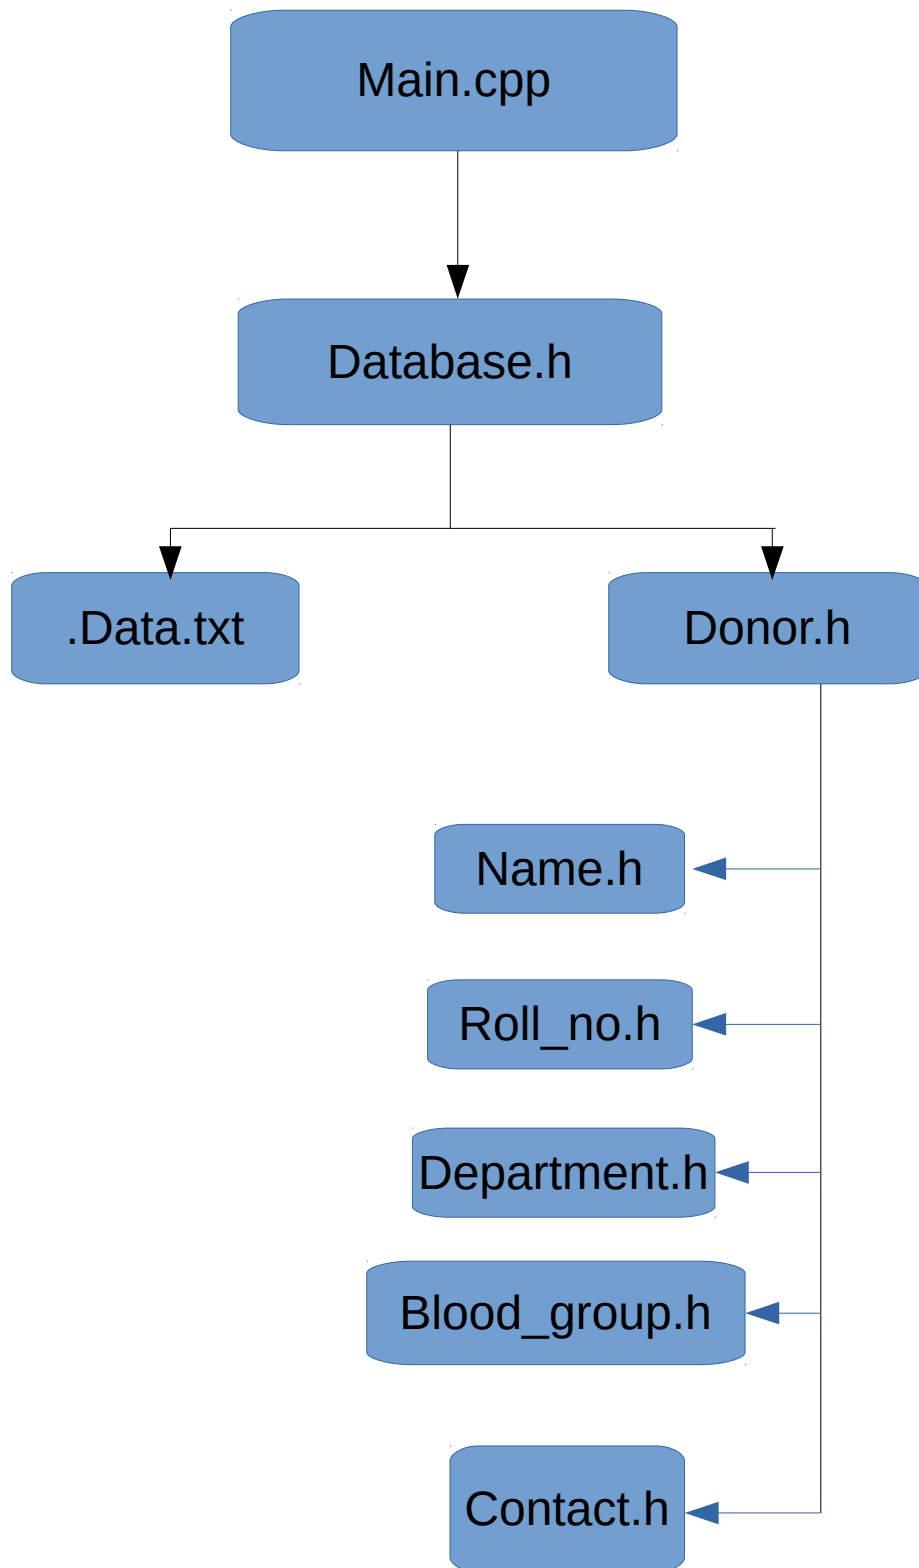 Main.cpp
Database.h
.Data.txt
Donor.h
Name.h
Roll_no.h
Department.h
Blood_group.h
Contact.h